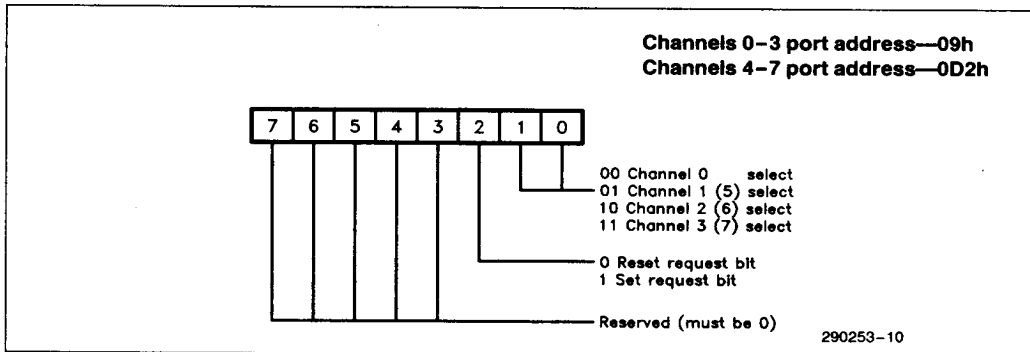 Channels 0–3 port address—09h
Channels 4–7 port address—0D2h
7 6 5 4 3 2 1 0
00 Channel 0 select
01 Channel 1 (5) select
10 Channel 2 (6) select
11 Channel 3 (7) select
0 Reset request bit
1 Set request bit
Reserved (must be 0)
290253–10